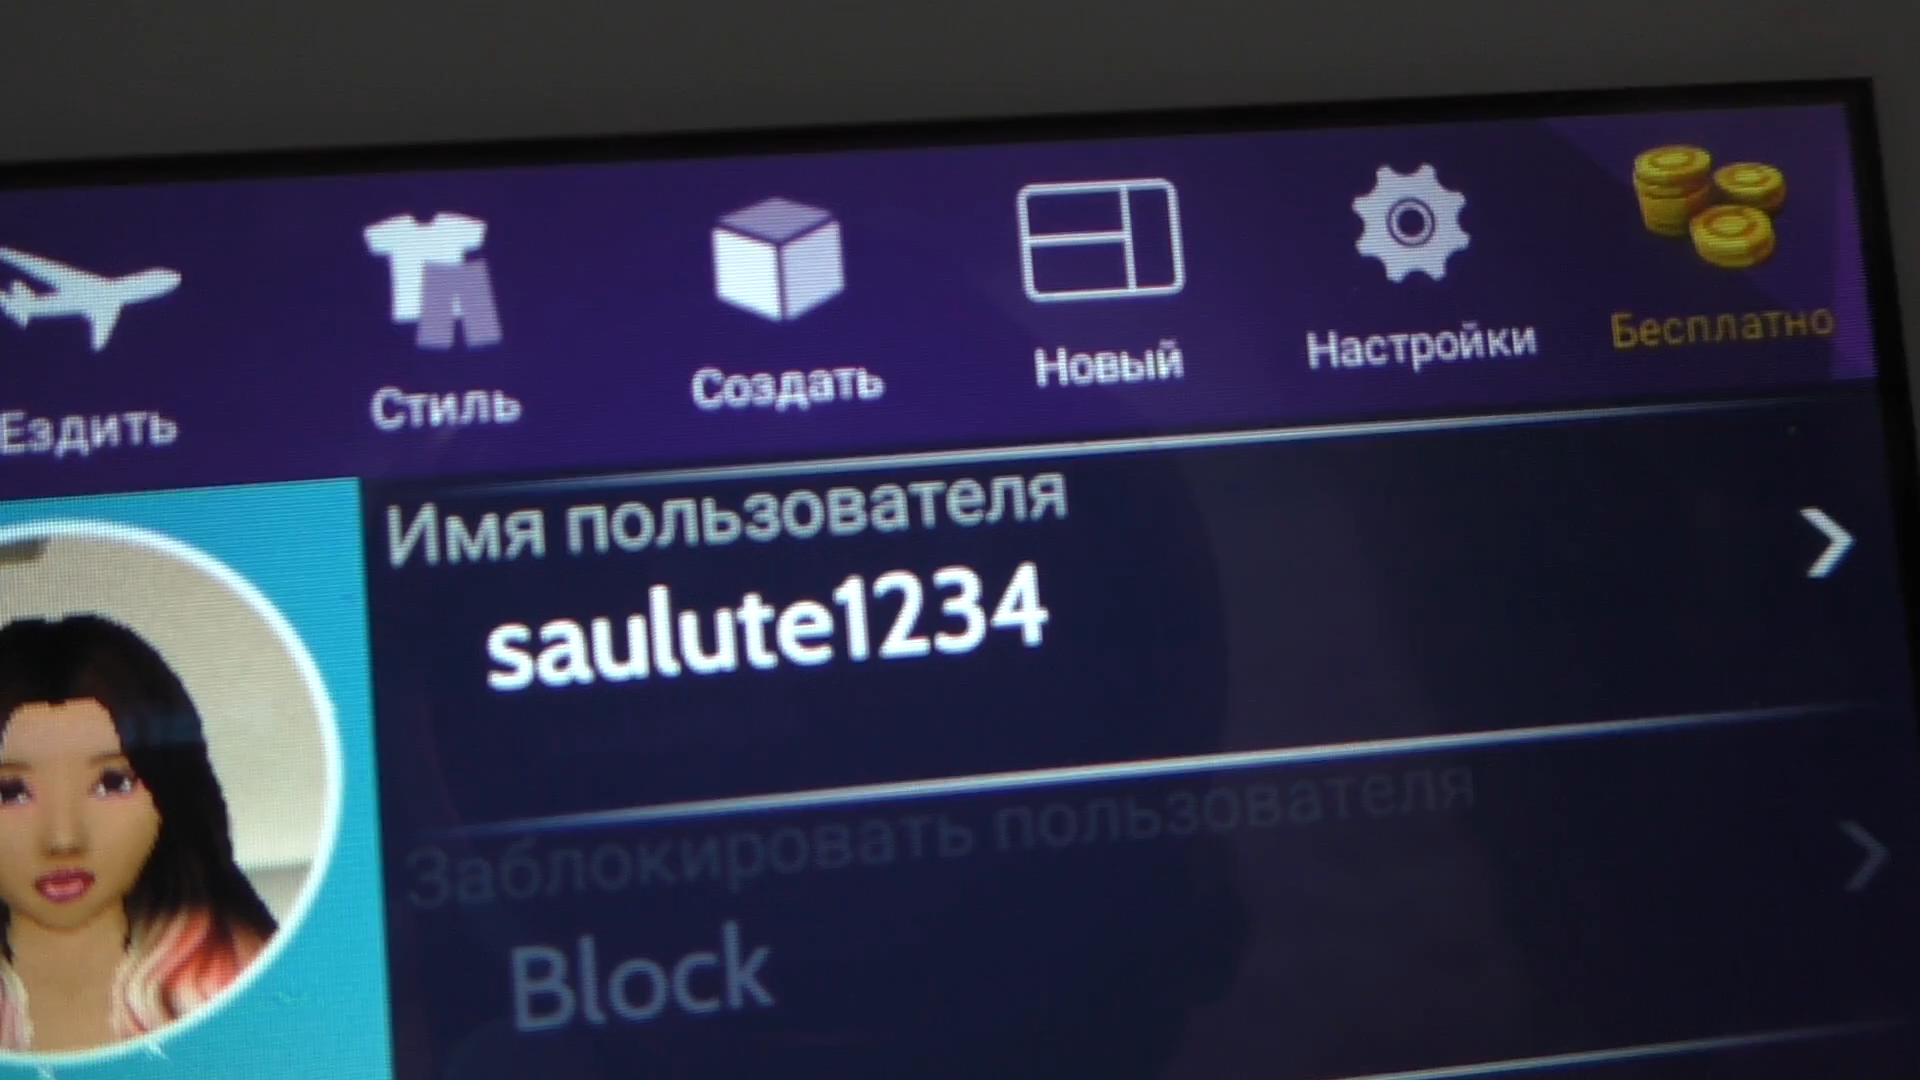 Ездить
Стиль
Создать
Новый
Настройки
Бесплатно
Имя пользователя
saulute1234
Заблокировать пользователя
Block